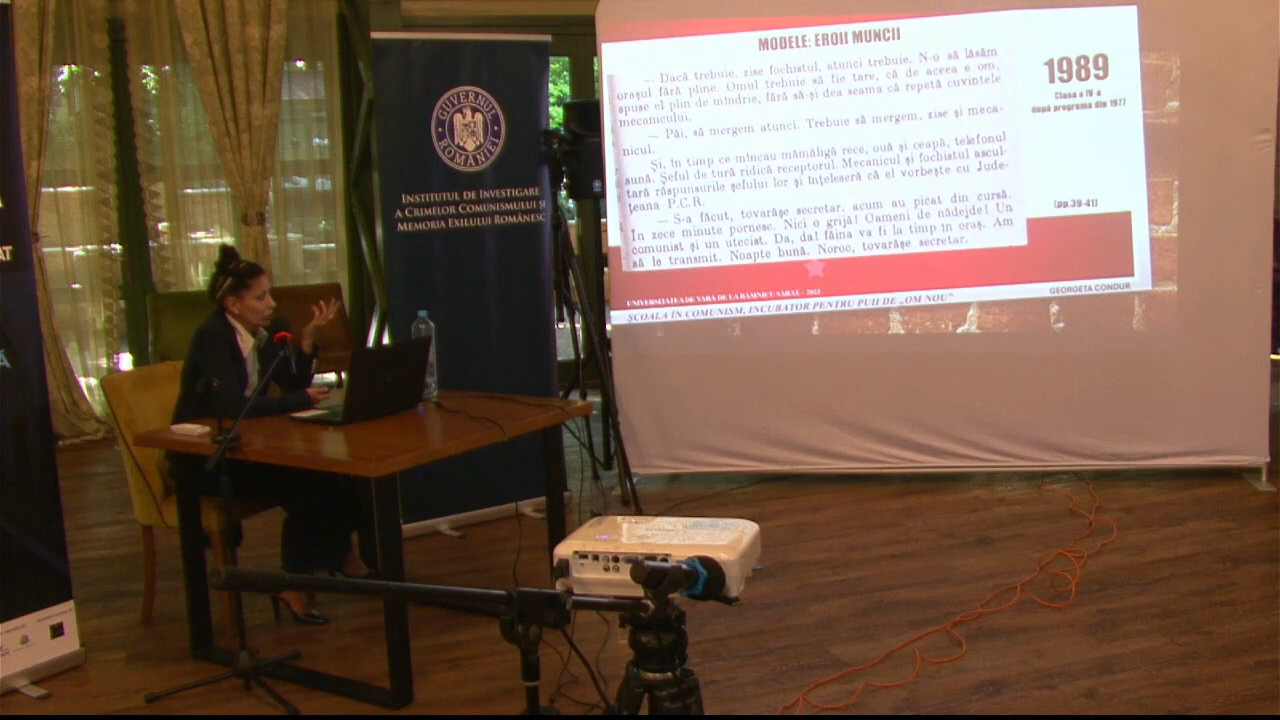 GUVERNUL
ROMÂNIEI
INSTITUTUL DE INVESTIGARE
A CRIMELOR COMUNISMULUI ȘI
MEMORIA EXILULUI ROMÂNESC
MODELE: EROII MUNCII
— Dacă trebuie, zise fochistul, atunci trebuie. N-o să lăsăm
orașul fără pîine. Omul trebuie să fie tare, că de aceea e om,
spuse el plin de mîndrie, fără să-și dea seama că repetă cuvintele
mecanicului.
— Păi, să mergem atunci. Trebuie să mergem, zise și meca-
nicul.
Și, în timp ce mîncau mămăligă rece, ouă și ceapă, telefonul
sună. Șeful de tură ridică receptorul. Mecanicul și fochistul ascul-
tară răspunsurile șefului lor și înțeleseră că el vorbește cu Jude-
țeana P.C.R.
— S-a făcut, tovarășe secretar, acum au picat din cursă.
În zece minute pornesc. Nici o grijă! Oameni de nădejde! Un
comunist și un utecist. Da, da! făina va fi la timp în oraș. Am
să le transmit. Noapte bună. Noroc, tovarășe secretar.
1989
Clasa a IV-a
după programa din 1977
(pp.39-41)
UNIVERSITATEA DE VARĂ DE LA RÂMNICU SĂRAT -
GEORGETA CONDUR
ȘCOALA ÎN COMUNISM, INCUBATOR PENTRU PUII DE „OM NOU”
AT
A